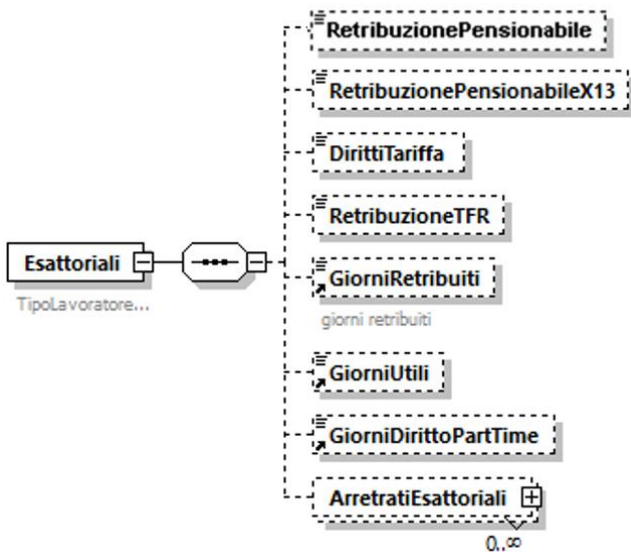 RetribuzionePensionabile
RetribuzionePensionabileX13
DirittiTariffa
RetribuzioneTFR
Esattoriali
TipoLavoratore...
GiorniRetribuiti
giorni retribuiti
GiorniUtili
GiorniDirittoPartTime
ArretratiEsattoriali
0..∞